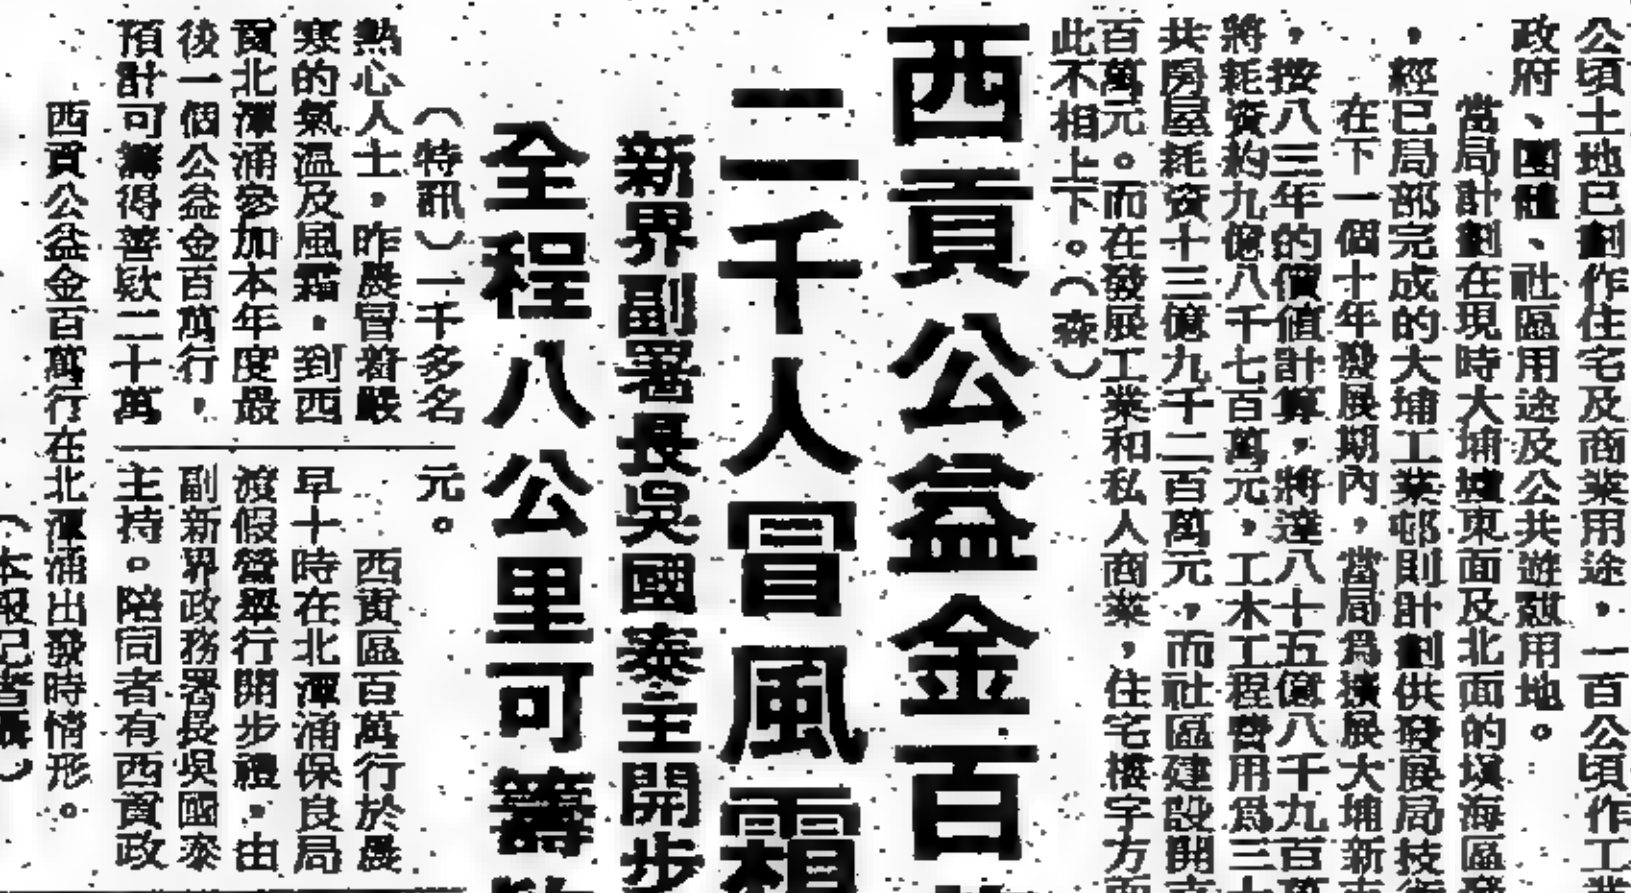 公頃土地已劃作住宅及商業用途，一百公頃作工業
政府、團體、社區用途及公共遊憇用地。
當局計劃在現時大埔墟東面及北面的塡海區
，經已局部完成的大埔工業邨則計劃供發展局技
在下一個十年發展期內，當局爲擴展大埔新
，按八三年的價值計算，將達八十五億八千九百萬
將耗資約九億八千七百萬元，工木工程費用爲三十
共房屋耗資十三億九千二百萬元，而社區建設開支
百萬元。而在發展工業和私人商業，住宅樓宇方面
此不相上下。（森）
西貢公益金百
二千人冒風霜
新界副署長吳國泰主開步
全程八公里可籌
（特訊）一千多名
熱心人士，昨晨冒着嚴
寒的氣温及風霜，到西
貢北潭涌參加本年度最
後一個公益金百萬行，
預計可籌得善欵二十萬
元。
西貢區百萬行於晨
早十時在北潭涌保良局
渡假營舉行開步禮，由
副新界政務署長吳國泰
主持。陪同者有西貢政
西貢公益金百萬行在北潭涌出發時情形。
（本報記者攝）